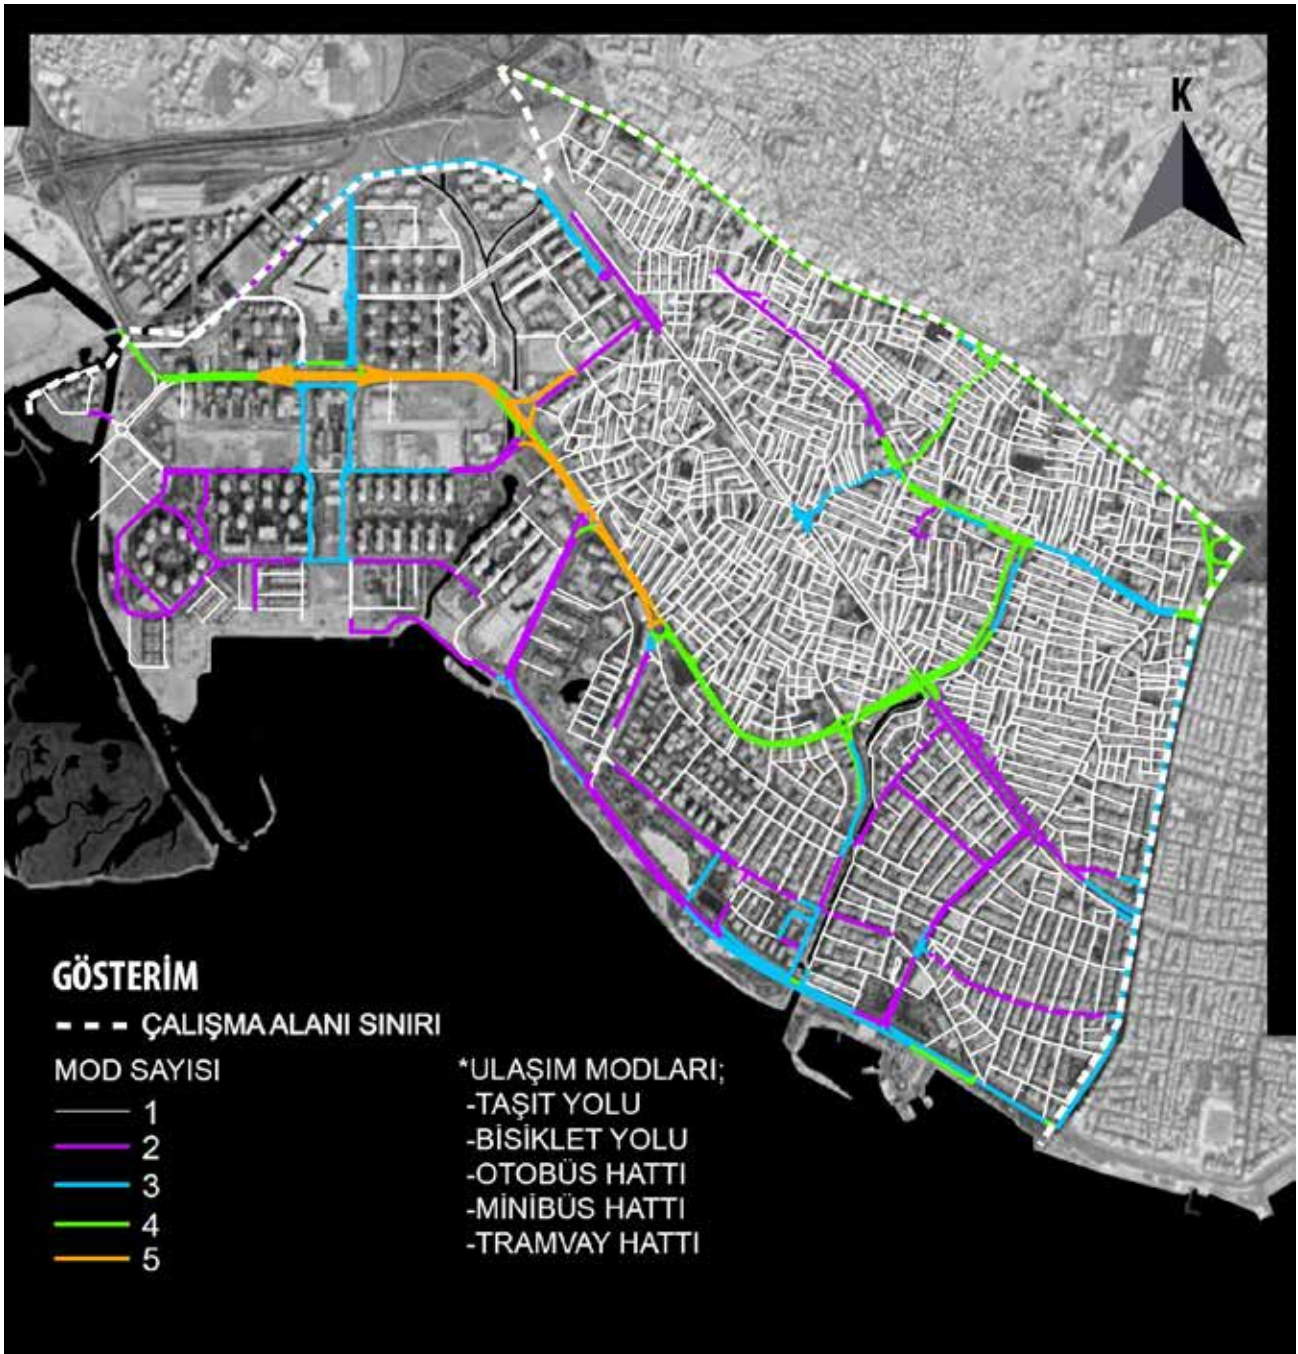 K
GÖSTERİM
ÇALIŞMA ALANI SINIRI
MOD SAYISI
1
2
3
4
5
*ULAŞIM MODLARI;
-TAŞIT YOLU
-BİSİKLET YOLU
-OTOBÜS HATTI
-MİNİBÜS HATTI
-TRAMVAY HATTI